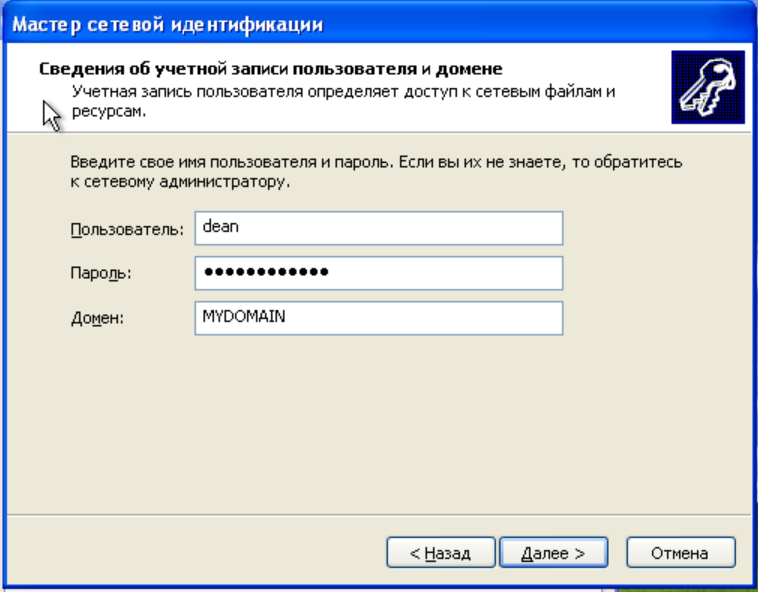 Мастер сетевой идентификации
Сведения об учетной записи пользователя и домене
Учетная запись пользователя определяет доступ к сетевым файлам и
ресурсам.
Введите свое имя пользователя и пароль. Если вы их не знаете, то обратитесь
к сетевому администратору.
Пользователь: dean
Пароль: ●●●●●●●●●●●●
Домен: MYDOMAIN
< Назад Далее > Отмена